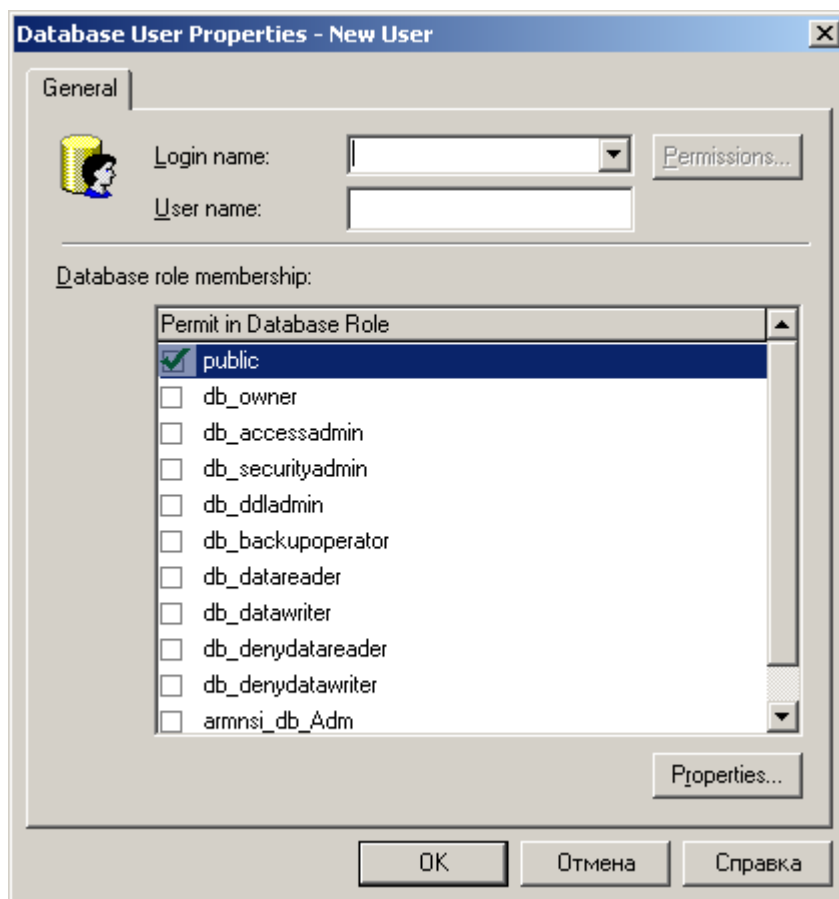 Database User Properties - New User
General
Login name:
Permissions...
User name:
Database role membership:
Permit in Database Role
public
db_owner
db_accessadmin
db_securityadmin
db_ddladmin
db_backupoperator
db_datareader
db_datawriter
db_denydatareader
db_denydatawriter
armnsi_db_Adm
Properties...
OK Отмена Справка